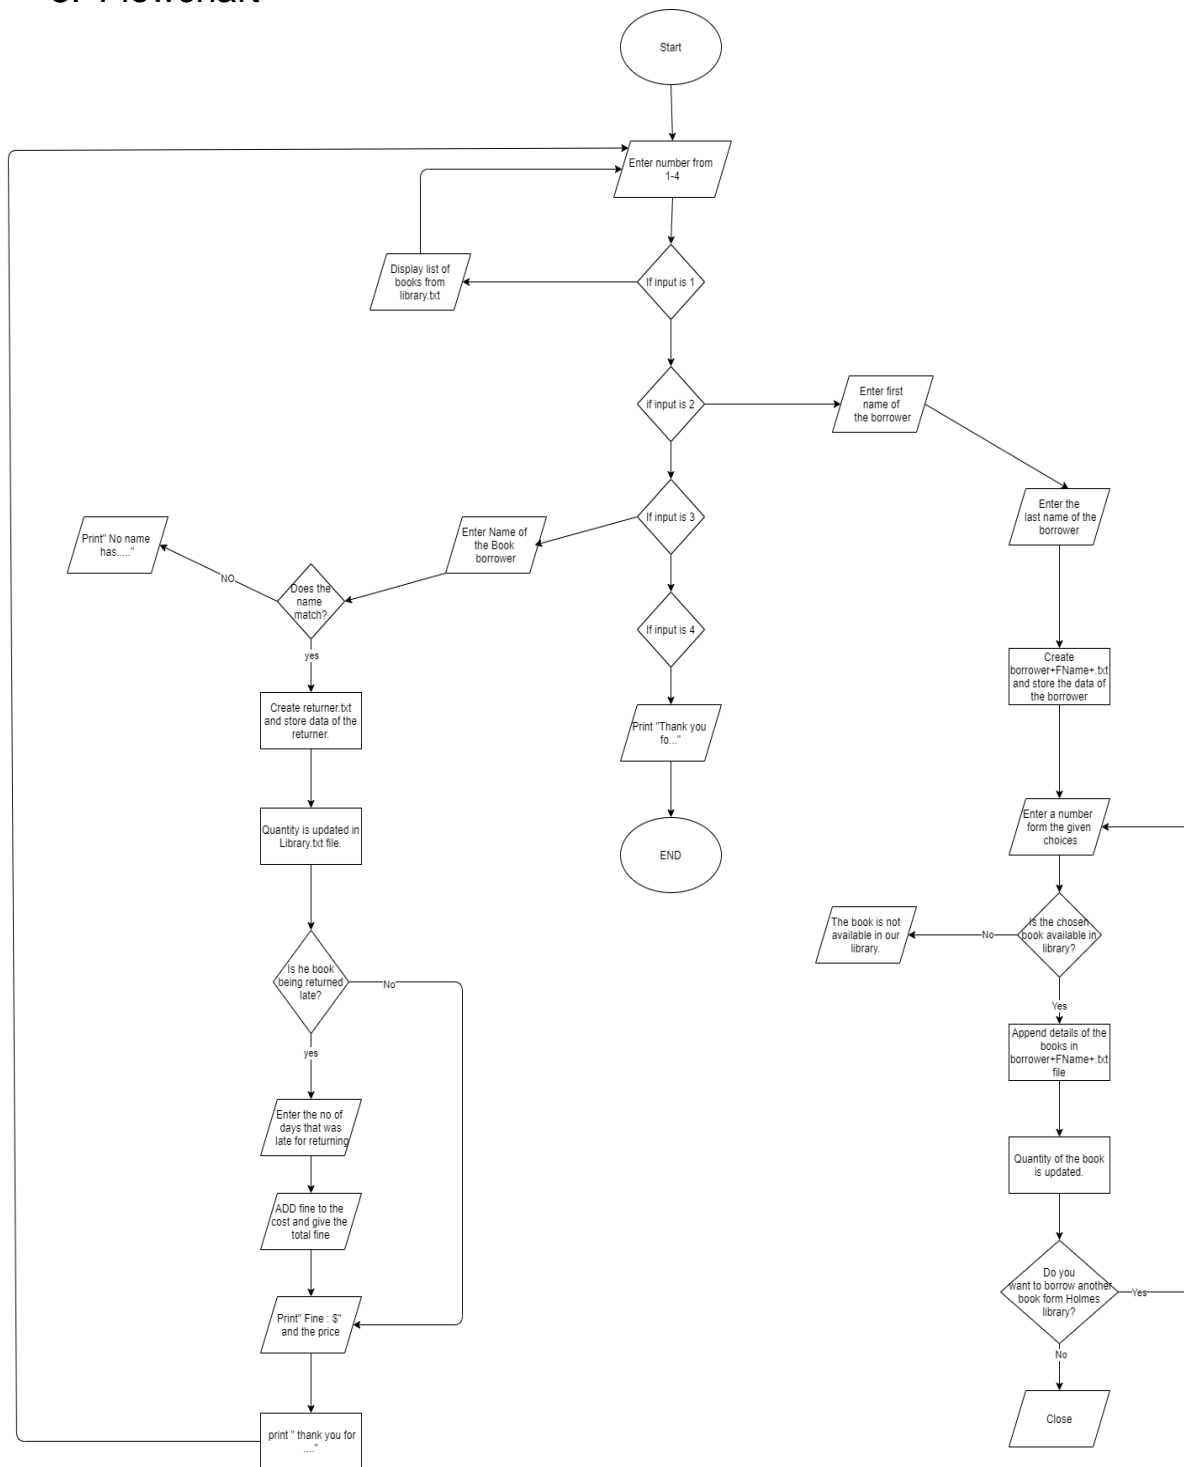 Flowchart
Start
Enter number from
1-4
Display list of
books from
library.txt
If input is 1
if input is 2
Enter first
name of
the borrower
Enter the
last name of the
borrower
If input is 3
Enter Name of
the Book
borrower
Print" No name
has....."
NO
Does the
name
match?
yes
If input is 4
Create
borrower+FName+.txt
and store the data of
the borrower
Create returner.txt
and store data of the
returner.
Print "Thank you
fo..."
Quantity is updated in
Library.txt file.
Enter a number
form the given
choices
END
The book is not
available in our
library.
No
Is the chosen
book available in
library?
Yes
Is he book
being returned
late?
No
yes
Append details of the
books in
borrower+FName+.txt
file
Enter the no of
days that was
late for returning
Quantity of the book
is updated.
ADD fine to the
cost and give the
total fine
Do you
want to borrow another
book form Holmes
library?
Yes
No
Print" Fine : $"
and the price
Close
print " thank you for
...."